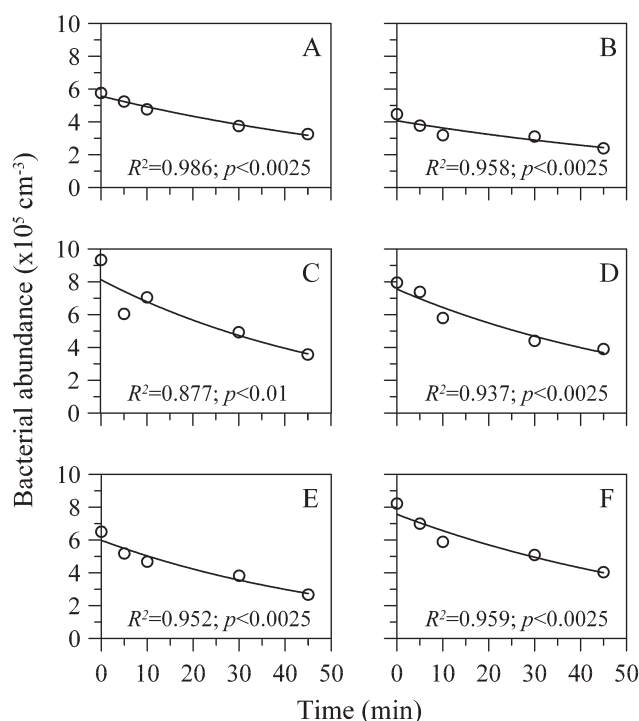 Bacterial abundance (x10⁵ cm⁻³)
10
8
6
4
2
0
A
R²=0.986; p<0.0025
B
R²=0.958; p<0.0025
10
8
6
4
2
0
C
R²=0.877; p<0.01
D
R²=0.937; p<0.0025
10
8
6
4
2
0
E
R²=0.952; p<0.0025
F
R²=0.959; p<0.0025
0 10 20 30 40 50 0 10 20 30 40 50
Time (min)